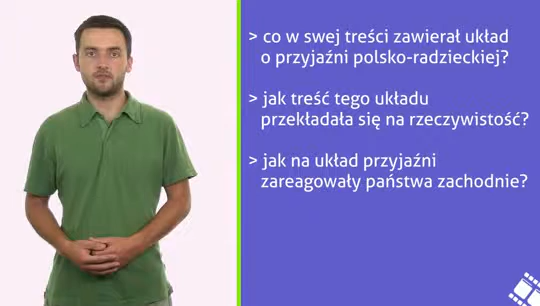 > co w swej treści zawierał układ
o przyjaźni polsko-radzieckiej?
> jak treść tego układu
przekładała się na rzeczywistość?
> jak na układ przyjaźni
zareagowały państwa zachodnie?